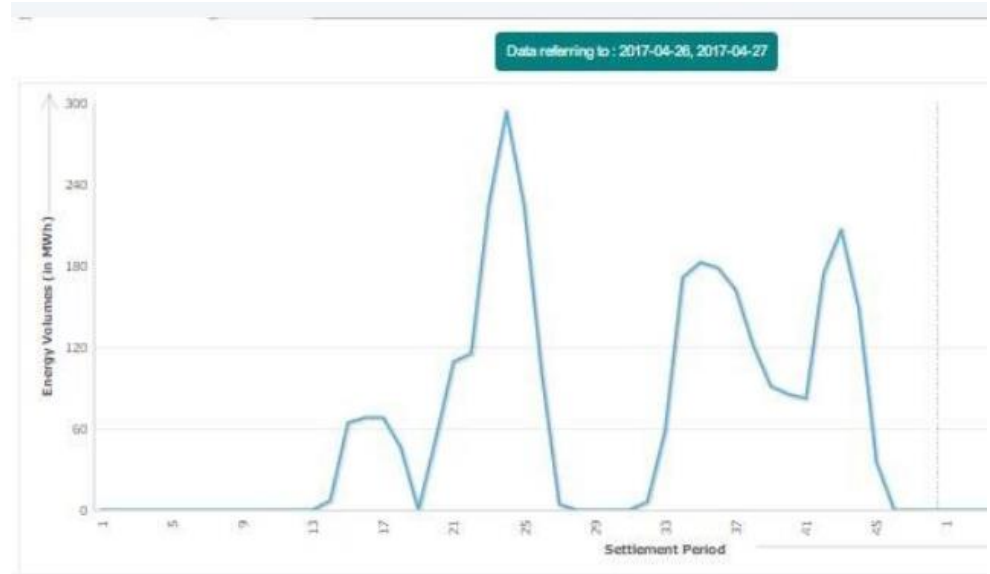 Data referring to : 2017-04-26, 2017-04-27
Energy Volumes (in MWh)
300
240
180
120
60
0
1 5 9 13 17 21 25 29 33 37 41 45 1
Settlement Period